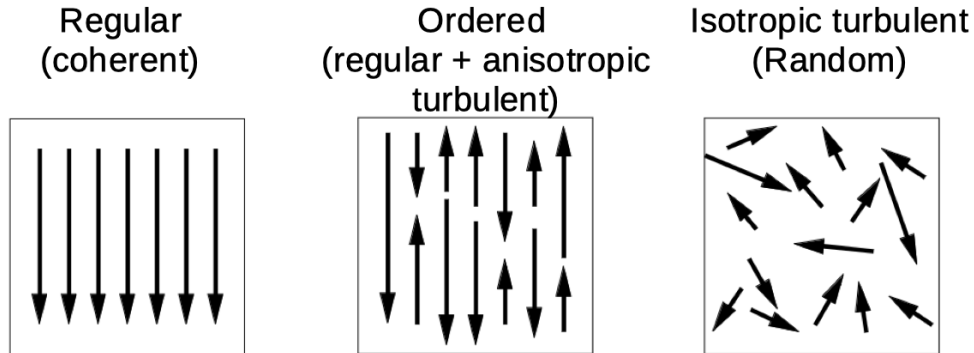 Regular
(coherent)
Ordered
(regular + anisotropic
turbulent)
Isotropic turbulent
(Random)